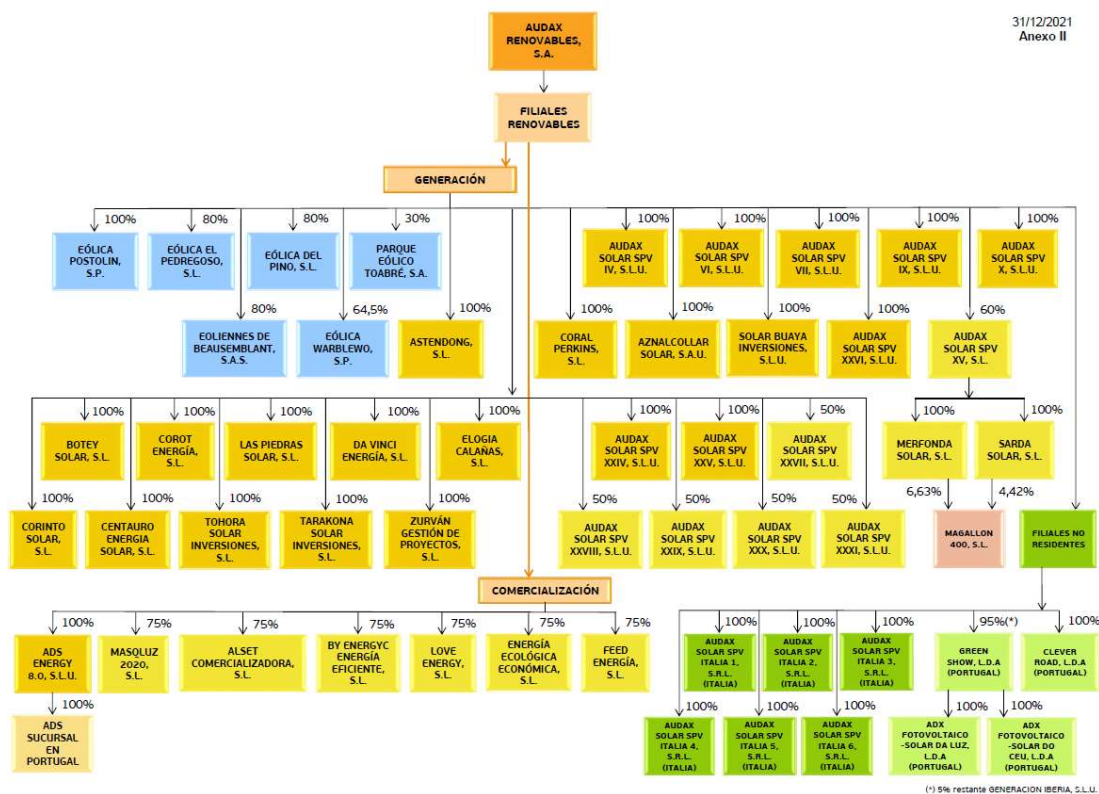 31/12/2021
Anexo II
AUDAX
RENOVABLES,
S.A.
FILIALES
RENOVABLES
GENERACIÓN
100%
80%
80%
30%
100%
100%
100%
100%
100%
EÓLICA
POSTOLIN,
S.P.
EÓLICA EL
PEDREGOSO,
S.L.
EÓLICA DEL
PINO, S.L.
PARQUE
EÓLICO
TOABRÉ, S.A.
AUDAX
SOLAR SPV
IV, S.L.U.
AUDAX
SOLAR SPV
VI, S.L.U.
AUDAX
SOLAR SPV
VII, S.L.U.
AUDAX
SOLAR SPV
IX, S.L.U.
AUDAX
SOLAR SPV
X, S.L.U.
80%
64,5%
100%
100%
100%
100%
100%
60%
EOLIENNES DE
BEAUSEMBLANT,
S.A.S.
EÓLICA
WARBLEWO,
S.P.
ASTENDONG,
S.L.
CORAL
PERKINS,
S.L.
AZNALCOLLAR
SOLAR, S.A.U.
SOLAR BUAYA
INVERSIONES,
S.L.U.
AUDAX
SOLAR SPV
XXVI, S.L.U.
AUDAX
SOLAR SPV
XV, S.L.
100%
100%
100%
100%
100%
100%
100%
50%
100%
100%
BOTEY
SOLAR, S.L.
COROT
ENERGÍA,
S.L.
LAS PIEDRAS
SOLAR, S.L.
DA VINCI
ENERGÍA, S.L.
ELOGIA
CALAÑAS,
S.L.
AUDAX
SOLAR SPV
XXIV, S.L.U.
AUDAX
SOLAR SPV
XXV, S.L.U.
AUDAX
SOLAR SPV
XXVII, S.L.U.
MERFONDA
SOLAR, S.L.
SARDA
SOLAR, S.L.
100%
100%
100%
100%
100%
50%
50%
50%
50%
6,63%
4,42%
CORINTO
SOLAR,
S.L.
CENTAURO
ENERGIA
SOLAR, S.L.
TOHORA
SOLAR
INVERSIONES,
S.L.
TARAKONA
SOLAR
INVERSIONES,
S.L.
ZURVÁN
GESTIÓN DE
PROYECTOS,
S.L.
AUDAX
SOLAR SPV
XXVIII, S.L.U.
AUDAX
SOLAR SPV
XXIX, S.L.U.
AUDAX
SOLAR SPV
XXX, S.L.U.
AUDAX
SOLAR SPV
XXXI, S.L.U.
MAGALLON
400, S.L.
FILIALES NO
RESIDENTES
COMERCIALIZACIÓN
100%
75%
75%
75%
75%
75%
75%
ADS
ENERGY
8.0, S.L.U.
MASQLUZ
2020,
S.L.
ALSET
COMERCIALIZADORA,
S.L.
BY ENERGYC
ENERGÍA
EFICIENTE,
S.L.
LOVE
ENERGY,
S.L.
ENERGÍA
ECOLÓGICA
ECONÓMICA,
S.L.
FEED
ENERGÍA,
S.L.
100%
ADS
SUCURSAL
EN
PORTUGAL
100%
100%
100%
95%(*)
100%
AUDAX
SOLAR SPV
ITALIA 1,
S.R.L.
(ITALIA)
AUDAX
SOLAR SPV
ITALIA 2,
S.R.L.
(ITALIA)
AUDAX
SOLAR SPV
ITALIA 3,
S.R.L.
(ITALIA)
GREEN
SHOW, L.D.A
(PORTUGAL)
CLEVER
ROAD, L.D.A
(PORTUGAL)
100%
100%
100%
100%
100%
AUDAX
SOLAR SPV
ITALIA 4,
S.R.L.
(ITALIA)
AUDAX
SOLAR SPV
ITALIA 5,
S.R.L.
(ITALIA)
AUDAX
SOLAR SPV
ITALIA 6,
S.R.L.
(ITALIA)
ADX
FOTOVOLTAICO
-SOLAR DA LUZ,
L.D.A
(PORTUGAL)
ADX
FOTOVOLTAICO
-SOLAR DO
CEU, L.D.A
(PORTUGAL)
(*) 5% restante GENERACION IBERIA, S.L.U.